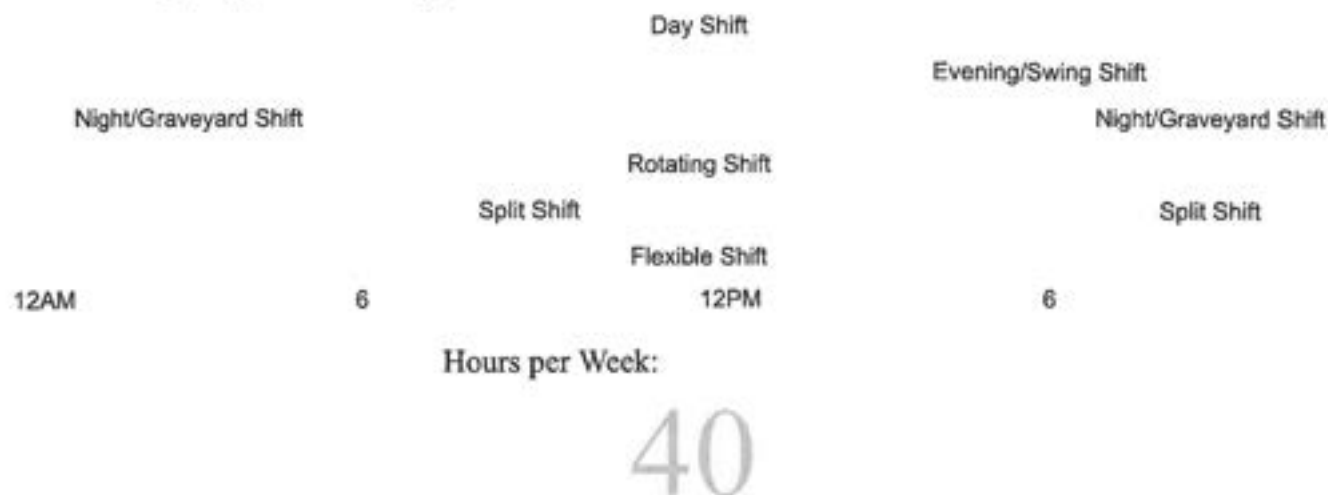 Day Shift
Evening/Swing Shift
Night/Graveyard Shift Night/Graveyard Shift
Rotating Shift
Split Shift Split Shift
Flexible Shift
12AM 6 12PM 6
Hours per Week:
40